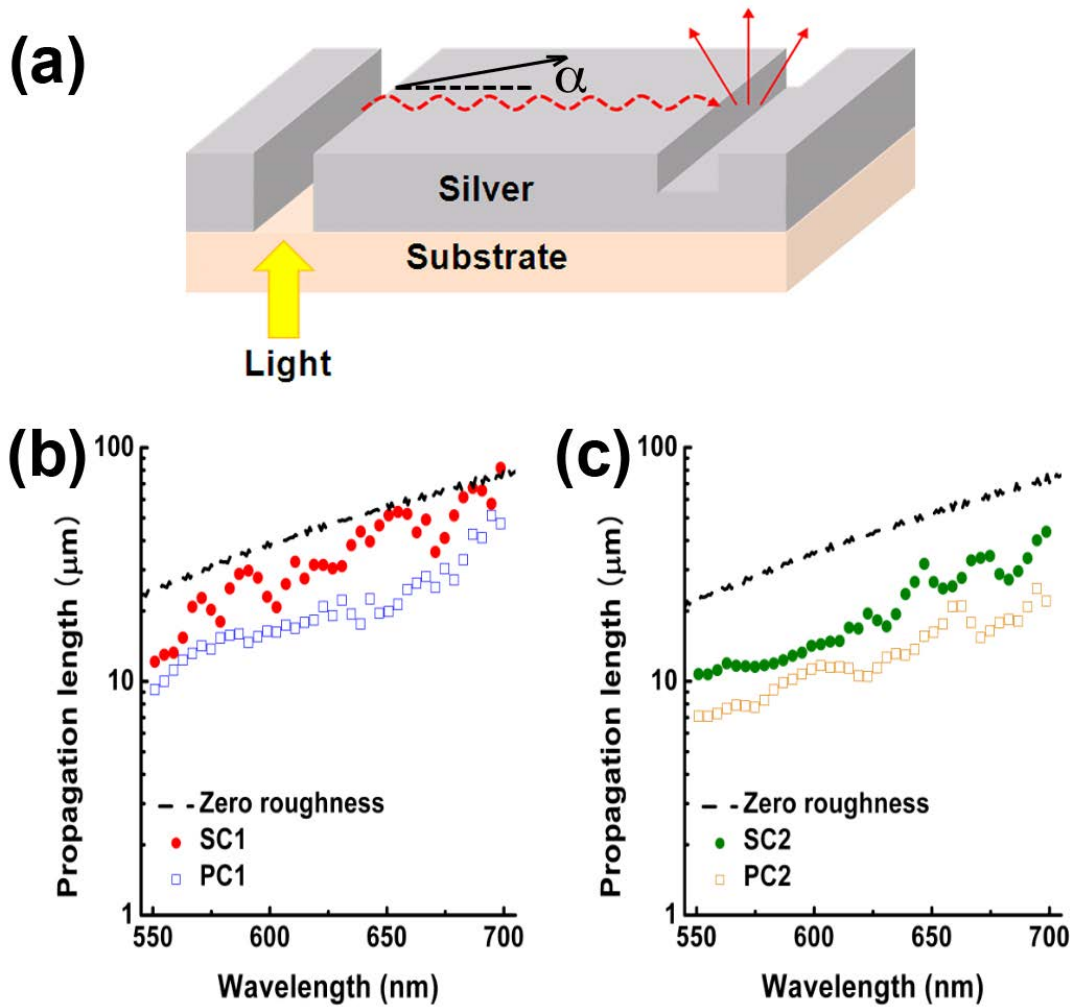 (a)
α
Silver
Substrate
Light
(b)
100
10
1
Propagation length (μm)
Zero roughness
SC1
PC1
550 600 650 700
Wavelength (nm)
(c)
100
10
1
Propagation length (μm)
Zero roughness
SC2
PC2
550 600 650 700
Wavelength (nm)